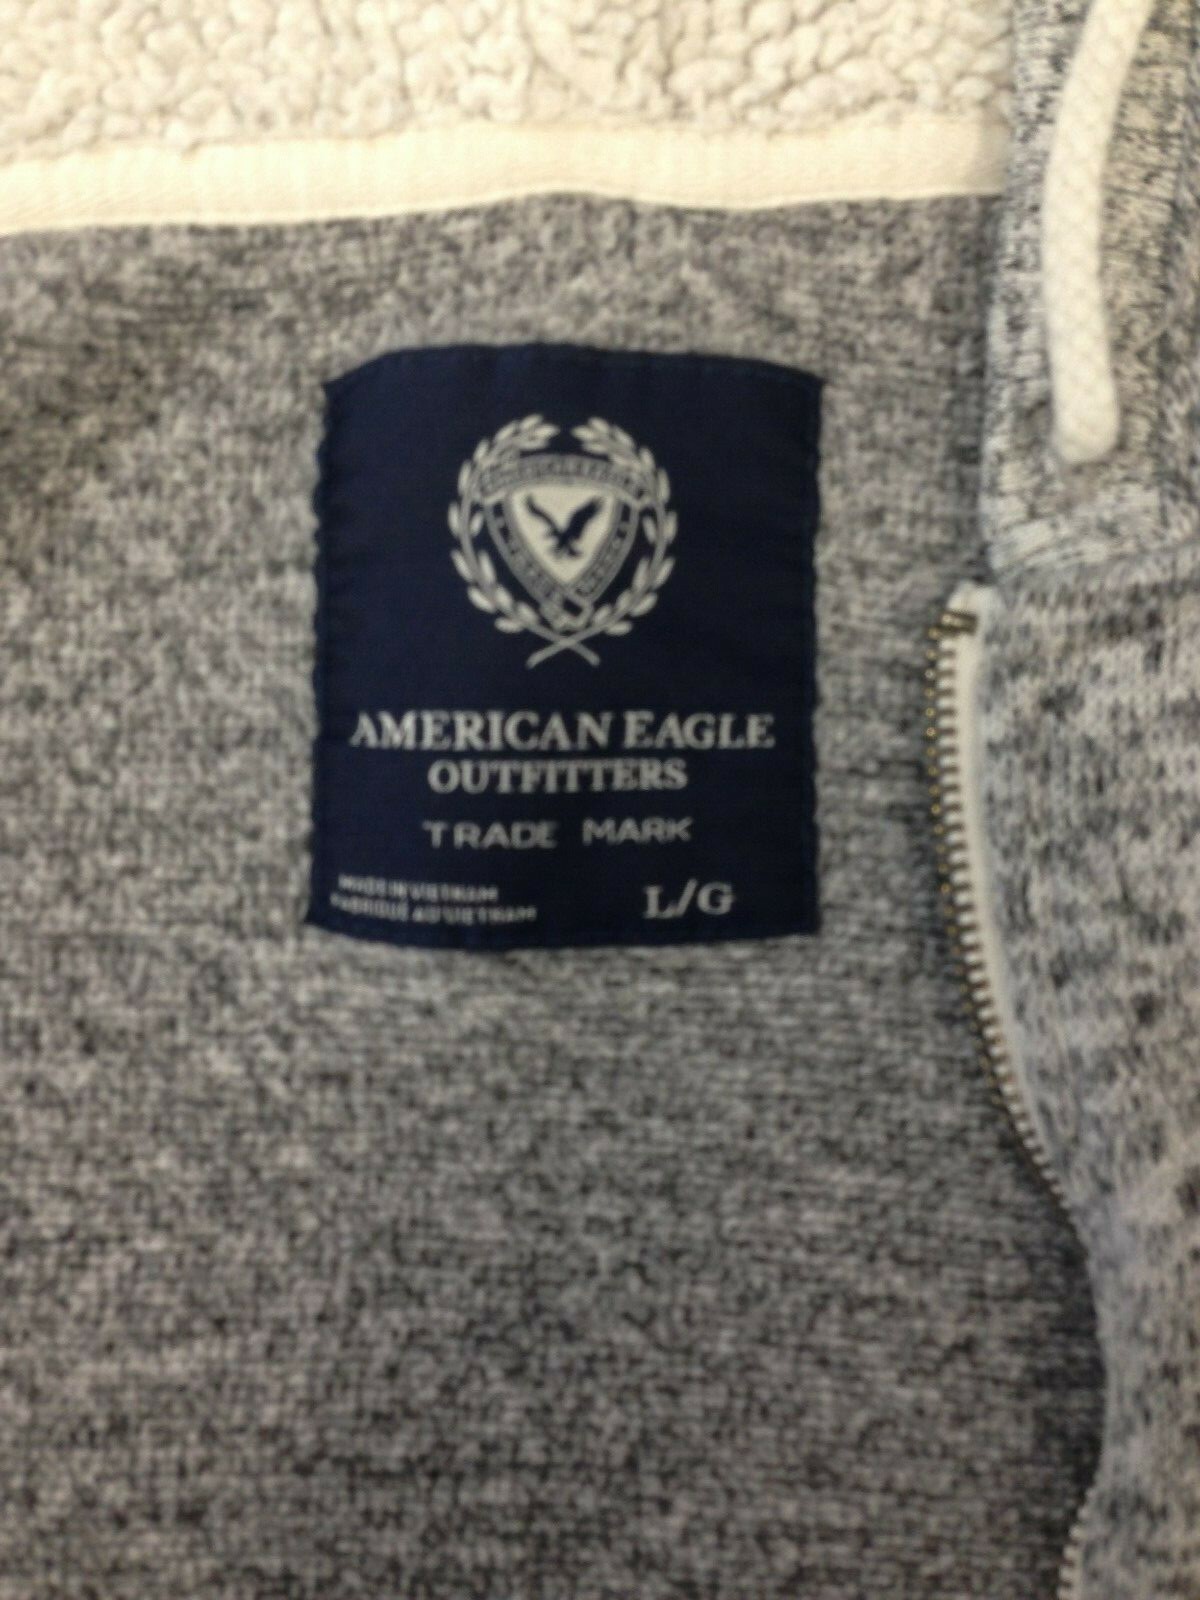 AMERICAN EAGLE
OUTFITTERS
TRADE MARK
MADE IN VIETNAM
FABRIQUÉ AU VIETNAM
L/G